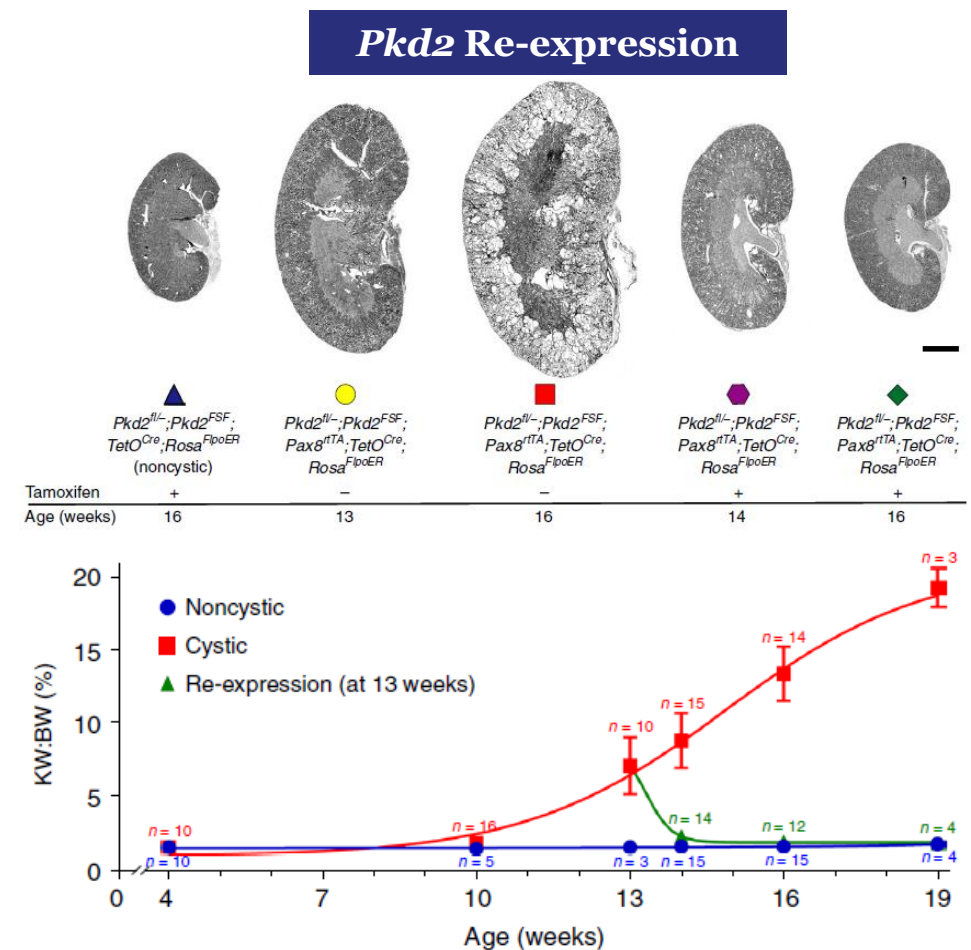 Pkd2 Re-expression
Pkd2fl/–;Pkd2FSF;
TetOCre;RosaFlpoER
(noncystic)
Pkd2fl/–;Pkd2FSF;
Pax8rtTA;TetOCre;
RosaFlpoER
Pkd2fl/–;Pkd2FSF;
Pax8rtTA;TetOCre;
RosaFlpoER
Pkd2fl/–;Pkd2FSF;
Pax8rtTA;TetOCre;
RosaFlpoER
Pkd2fl/–;Pkd2FSF;
Pax8rtTA;TetOCre;
RosaFlpoER
Tamoxifen + – – + +
Age (weeks) 16 13 16 14 16
KW:BW (%)
20
15
10
5
0
Noncystic
Cystic
Re-expression (at 13 weeks)
n = 10
n = 16
n = 10
n = 15
n = 14
n = 3
n = 14
n = 12
n = 4
n = 10
n = 5
n = 3
n = 15
n = 15
n = 4
0 4 7 10 13 16 19
Age (weeks)